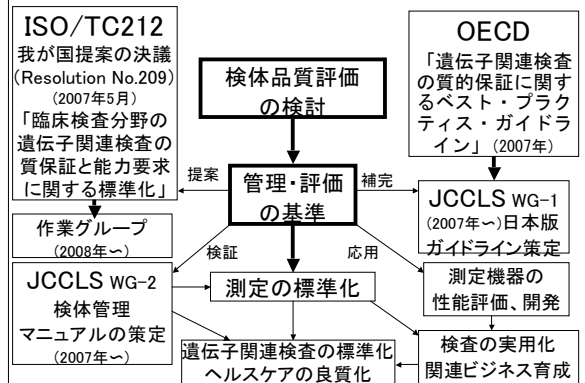 ISO/TC212
我が国提案の決議
(Resolution No.209)
(2007年5月)
「臨床検査分野の
遺伝子関連検査の
質保証と能力要求
に関する標準化」
作業グループ
(2008年~)
JCCLS WG-2
検体管理
マニュアルの策定
(2007年~)
検体品質評価
の検討
提案
管理・評価
の基準
補完
検証
応用
測定の標準化
遺伝子関連検査の標準化
ヘルスケアの良質化
OECD
「遺伝子関連検査
の質的保証に関す
るベスト・プラク
ティス・ガイドラ
イン」(2007年)
JCCLS WG-1
(2007年~)日本版
ガイドライン策定
測定機器の
性能評価、開発
検査の実用化
関連ビジネス育成